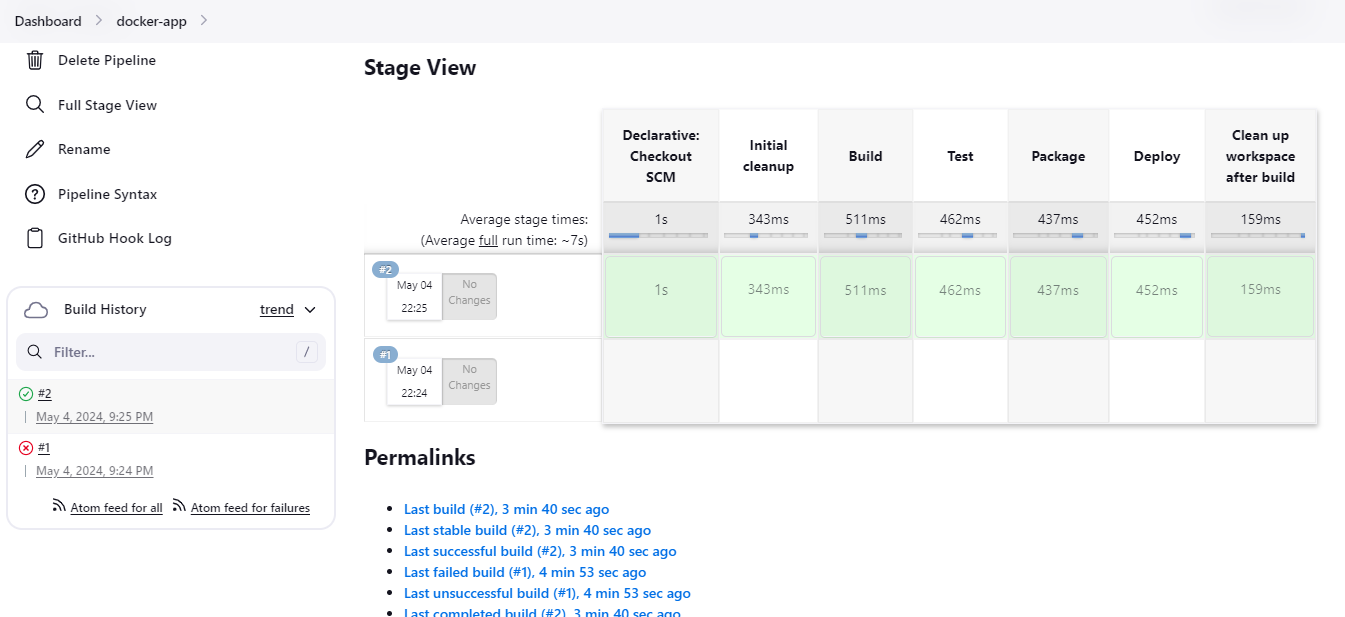 Dashboard > docker-app >
Delete Pipeline
Full Stage View
Rename
Pipeline Syntax
GitHub Hook Log
Build History trend
Filter... /
#2
May 4, 2024, 9:25 PM
#1
May 4, 2024, 9:24 PM
Atom feed for all Atom feed for failures
Stage View
Declarative:
Checkout
SCM
Initial
cleanup
Build
Test
Package
Deploy
Clean up
workspace
after build
Average stage times:
(Average full run time: ~7s)
1s 343ms 511ms 462ms 437ms 452ms 159ms
#2
May 04
22:25
No
Changes
1s 343ms 511ms 462ms 437ms 452ms 159ms
#1
May 04
22:24
No
Changes
Permalinks
Last build (#2), 3 min 40 sec ago
Last stable build (#2), 3 min 40 sec ago
Last successful build (#2), 3 min 40 sec ago
Last failed build (#1), 4 min 53 sec ago
Last unsuccessful build (#1), 4 min 53 sec ago
Last completed build (#2), 3 min 40 sec ago